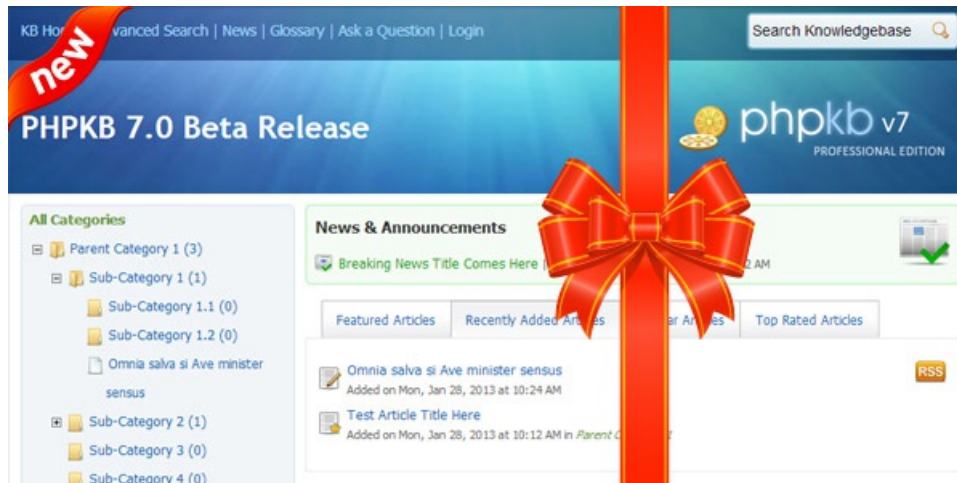 new
KB Ho vanced Search | News | Glossary | Ask a Question | Login
Search Knowledgebase
PHPKB 7.0 Beta Release
phpkb v7
PROFESSIONAL EDITION
All Categories
Parent Category 1 (3)
Sub-Category 1 (1)
Sub-Category 1.1 (0)
Sub-Category 1.2 (0)
Omnia salva si Ave minister
sensus
Sub-Category 2 (1)
Sub-Category 3 (0)
Sub-Category 4 (0)
News & Announcements
Breaking News Title Comes Here | 2 AM
Featured Articles
Recently Added Articles
Top Rated Articles
Omnia salva si Ave minister sensus
Added on Mon, Jan 28, 2013 at 10:24 AM
RSS
Test Article Title Here
Added on Mon, Jan 28, 2013 at 10:12 AM in Parent